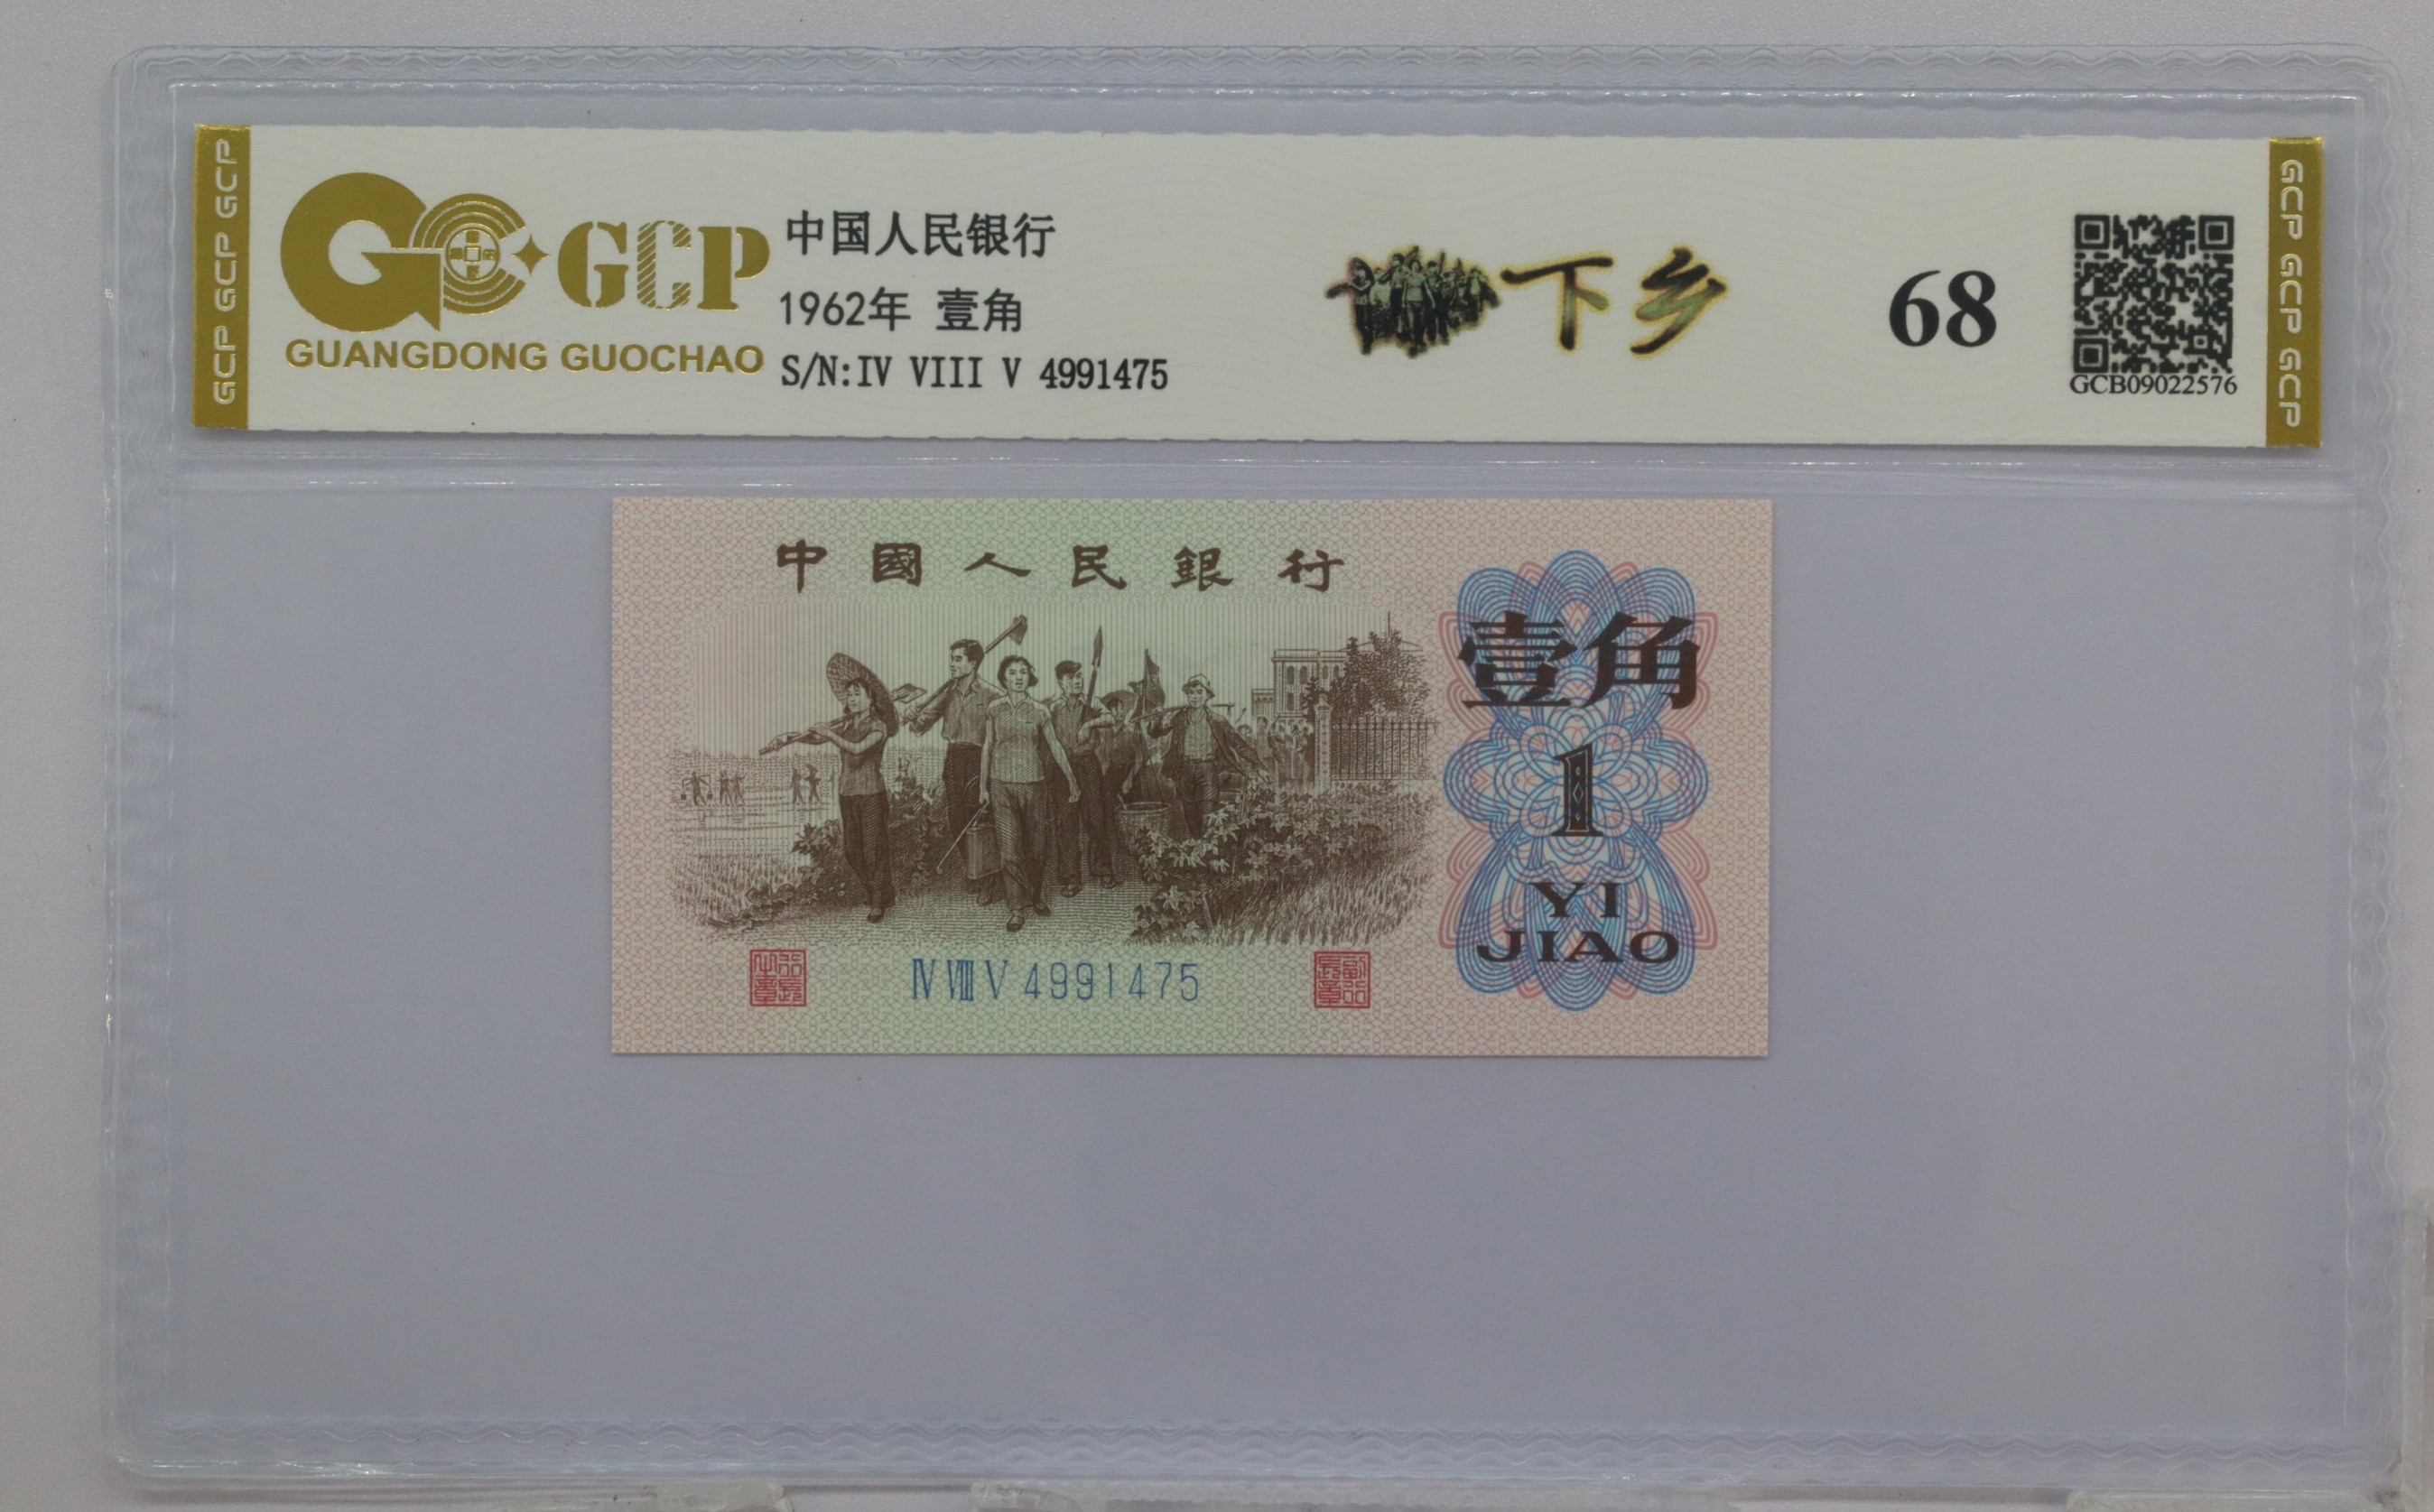 GCP GCP GCP
GCP
GUANGDONG GUOCHAO
中国人民银行
1962年 壹角
S/N:IV VIII V 4991475
下乡
68
GCB09022576
GCP GCP GCP
中國人民銀行
壹角
1
YI
JIAO
Ⅳ Ⅷ Ⅴ 4991475